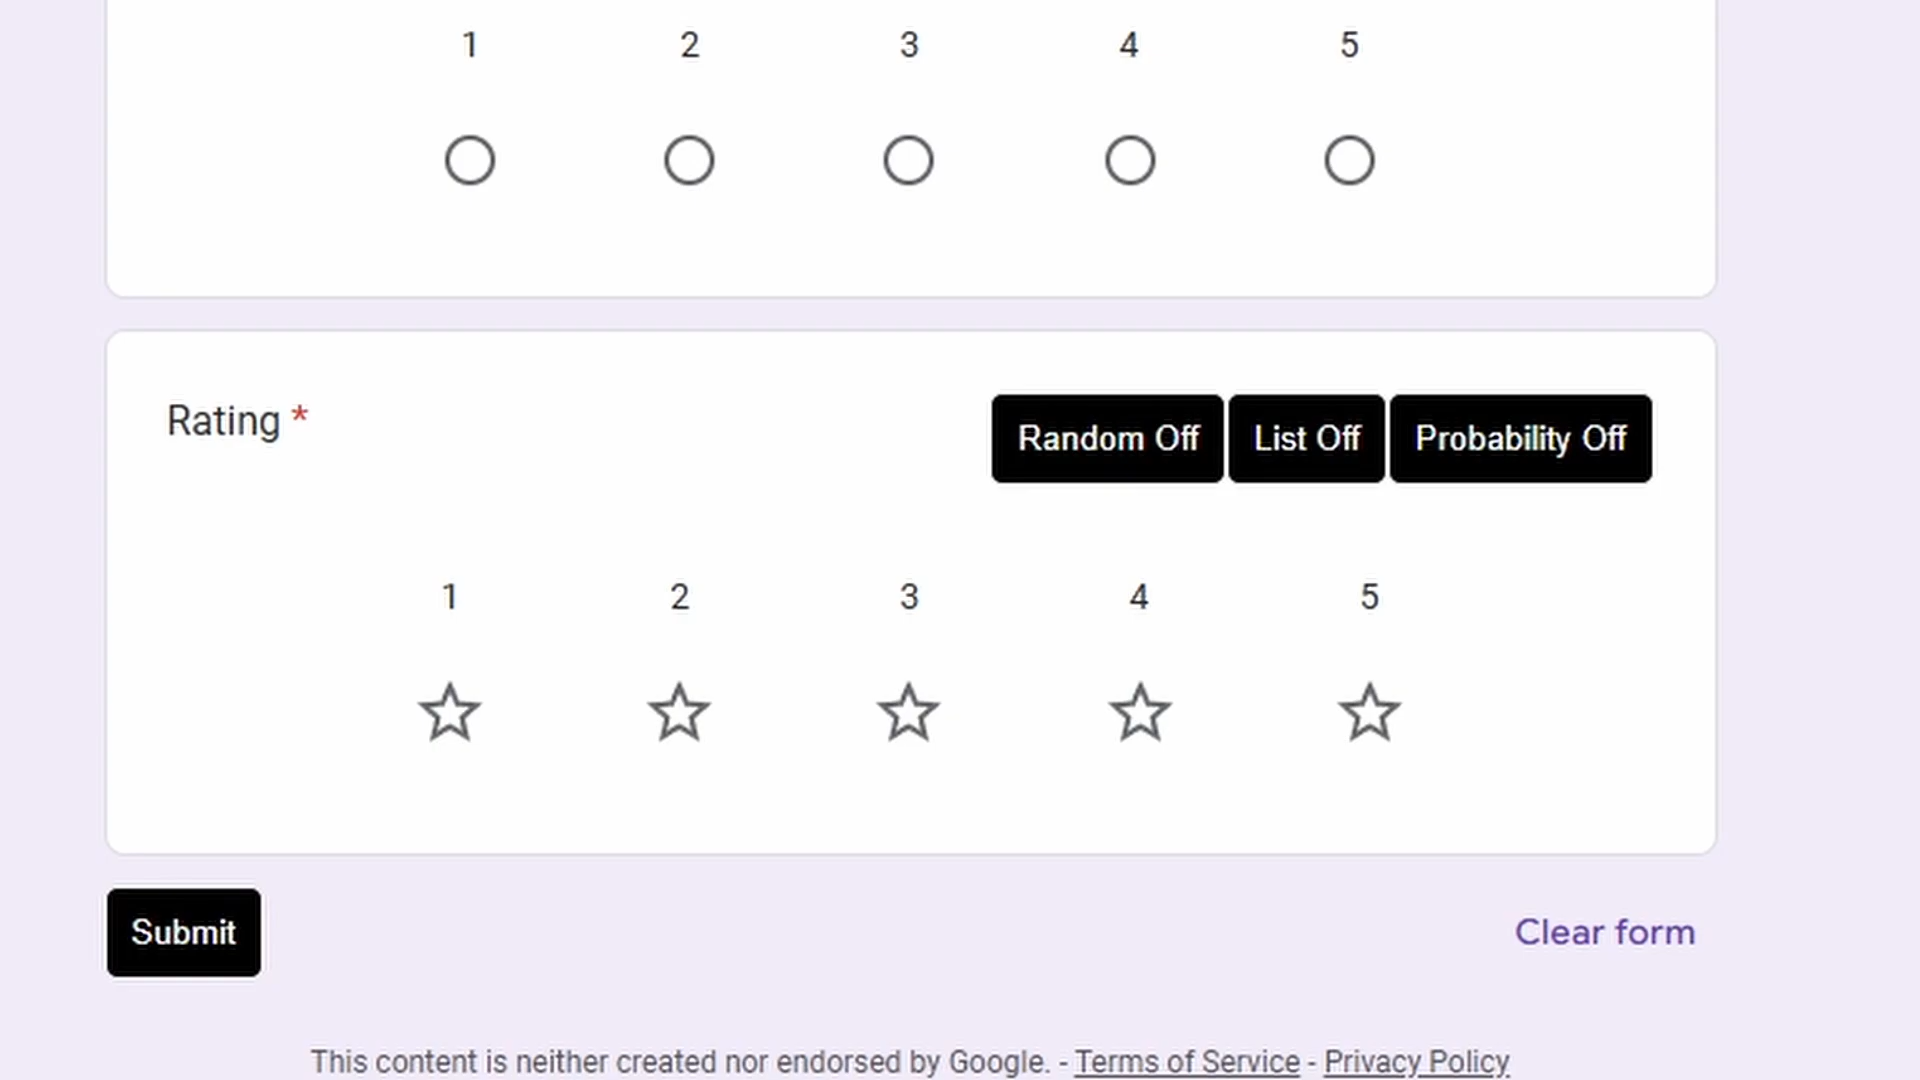 1 2 3 4 5
Rating *
Random Off List Off Probability Off
1 2 3 4 5
Submit
Clear form
This content is neither created nor endorsed by Google. - Terms of Service - Privacy Policy